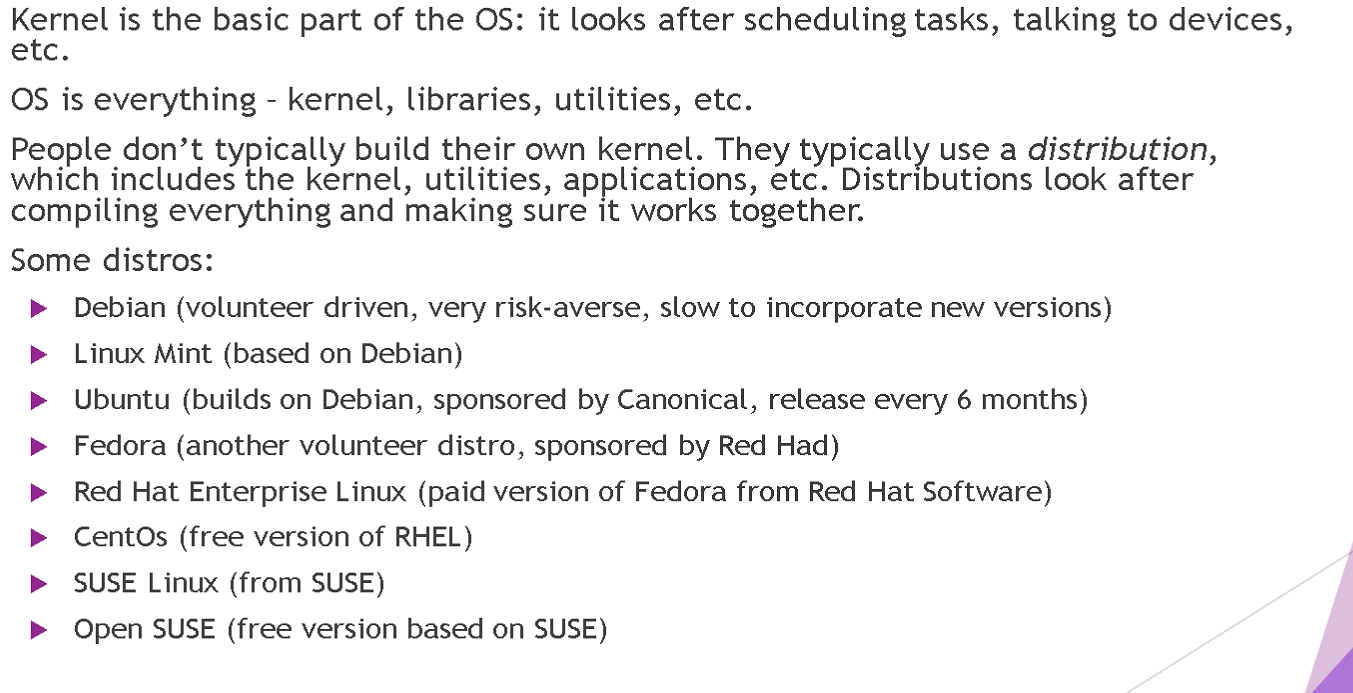 Kernel is the basic part of the OS: it looks after scheduling tasks, talking to devices,
etc.
OS is everything – kernel, libraries, utilities, etc.
People don’t typically build their own kernel. They typically use a distribution,
which includes the kernel, utilities, applications, etc. Distributions look after
compiling everything and making sure it works together.
Some distros:
Debian (volunteer driven, very risk-averse, slow to incorporate new versions)
Linux Mint (based on Debian)
Ubuntu (builds on Debian, sponsored by Canonical, release every 6 months)
Fedora (another volunteer distro, sponsored by Red Had)
Red Hat Enterprise Linux (paid version of Fedora from Red Hat Software)
CentOs (free version of RHEL)
SUSE Linux (from SUSE)
Open SUSE (free version based on SUSE)